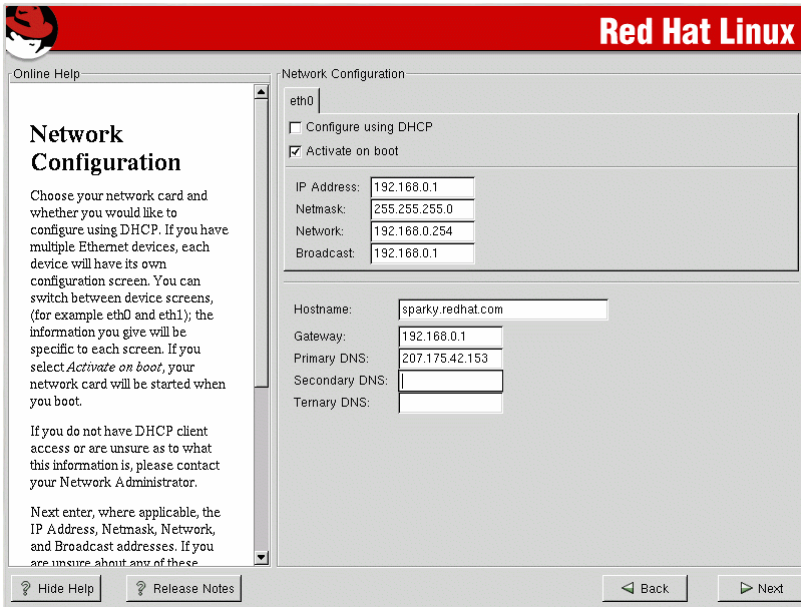 Red Hat Linux
Online Help
Network
Configuration
Choose your network card and
whether you would like to
configure using DHCP. If you have
multiple Ethernet devices, each
device will have its own
configuration screen. You can
switch between device screens,
(for example eth0 and eth1); the
information you give will be
specific to each screen. If you
select Activate on boot, your
network card will be started when
you boot.
If you do not have DHCP client
access or are unsure as to what
this information is, please contact
your Network Administrator.
Next enter, where applicable, the
IP Address, Netmask, Network,
and Broadcast addresses. If you
are unsure about any of these
Network Configuration
eth0
Configure using DHCP
Activate on boot
IP Address: 192.168.0.1
Netmask: 255.255.255.0
Network: 192.168.0.254
Broadcast: 192.168.0.1
Hostname: sparky.redhat.com
Gateway: 192.168.0.1
Primary DNS: 207.175.42.153
Secondary DNS:
Ternary DNS:
Hide Help
Release Notes
Back
Next